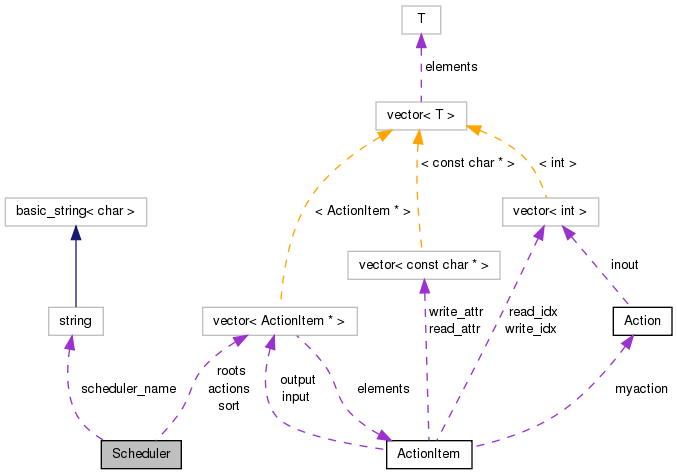 T
elements
vector< T >
< const char * >
< int >
basic_string< char >
< ActionItem * >
vector< int >
vector< const char * >
inout
string
vector< ActionItem * >
write_attr
read_attr
read_idx
write_idx
Action
scheduler_name
roots
actions
sort
output
input
elements
myaction
Scheduler
ActionItem